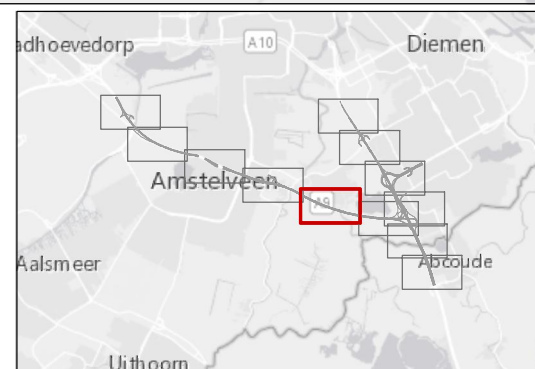 adhoevedorp
A10
Diemen
Amstelveen
A9
Aalsmeer
Abcoude
Uithoorn